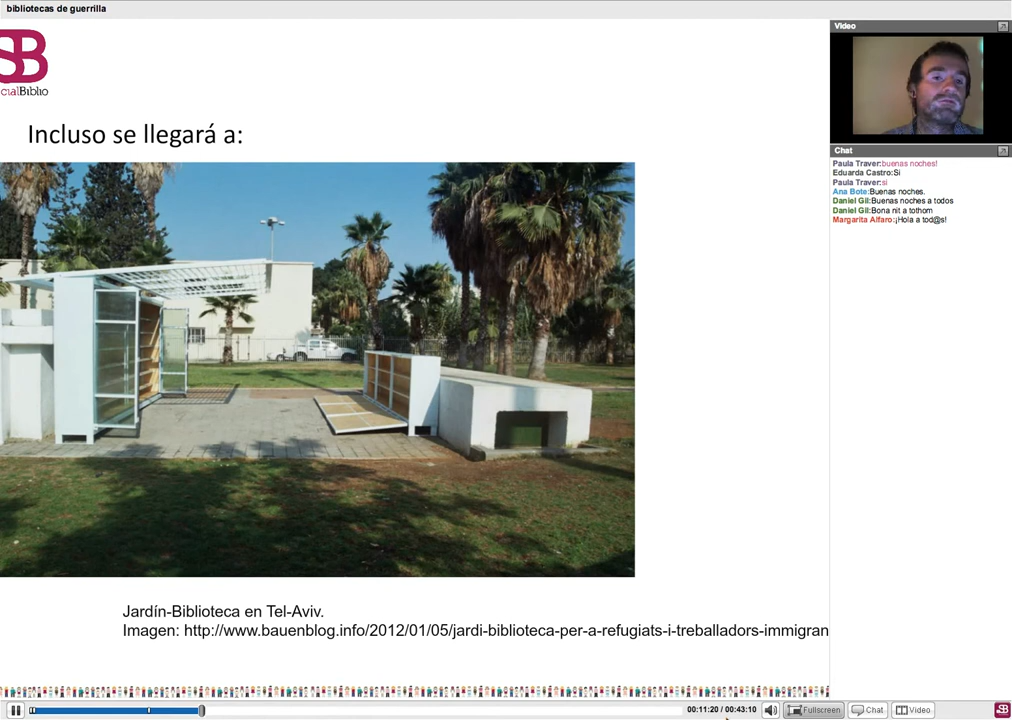 bibliotecas de guerrilla
SB
cialBiblio
Incluso se llegará a:
Jardín-Biblioteca en Tel-Aviv.
Imagen: http://www.bauenblog.info/2012/01/05/jardi-biblioteca-per-a-refugiats-i-treballadors-immigran
Video
Chat
Paula Traver:buenas noches!
Eduarda Castro:Si
Paula Traver:si
Ana Bote:Buenas noches.
Daniel Gil:Buenas noches a todos
Daniel Gil:Bona nit a tothom
Margarita Alfaro:¡Hola a tod@s!
00:11:20 / 00:43:10
Fullscreen
Chat
Video
SB